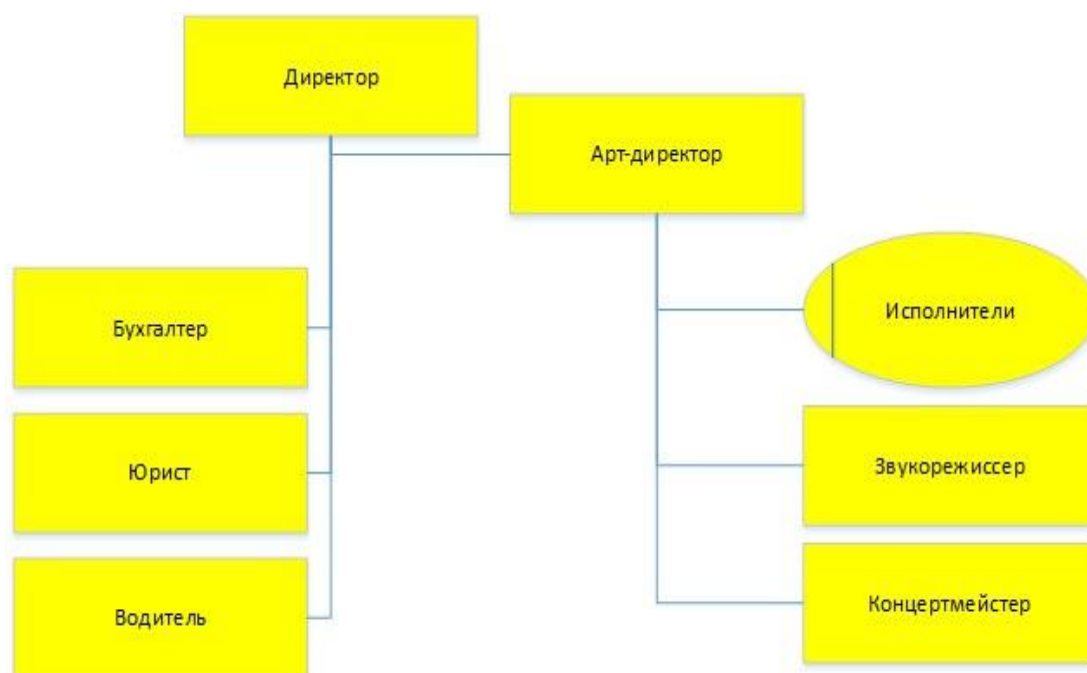 Директор
Арт-директор
Бухгалтер
Исполнители
Юрист
Звукорежиссер
Водитель
Концертмейстер